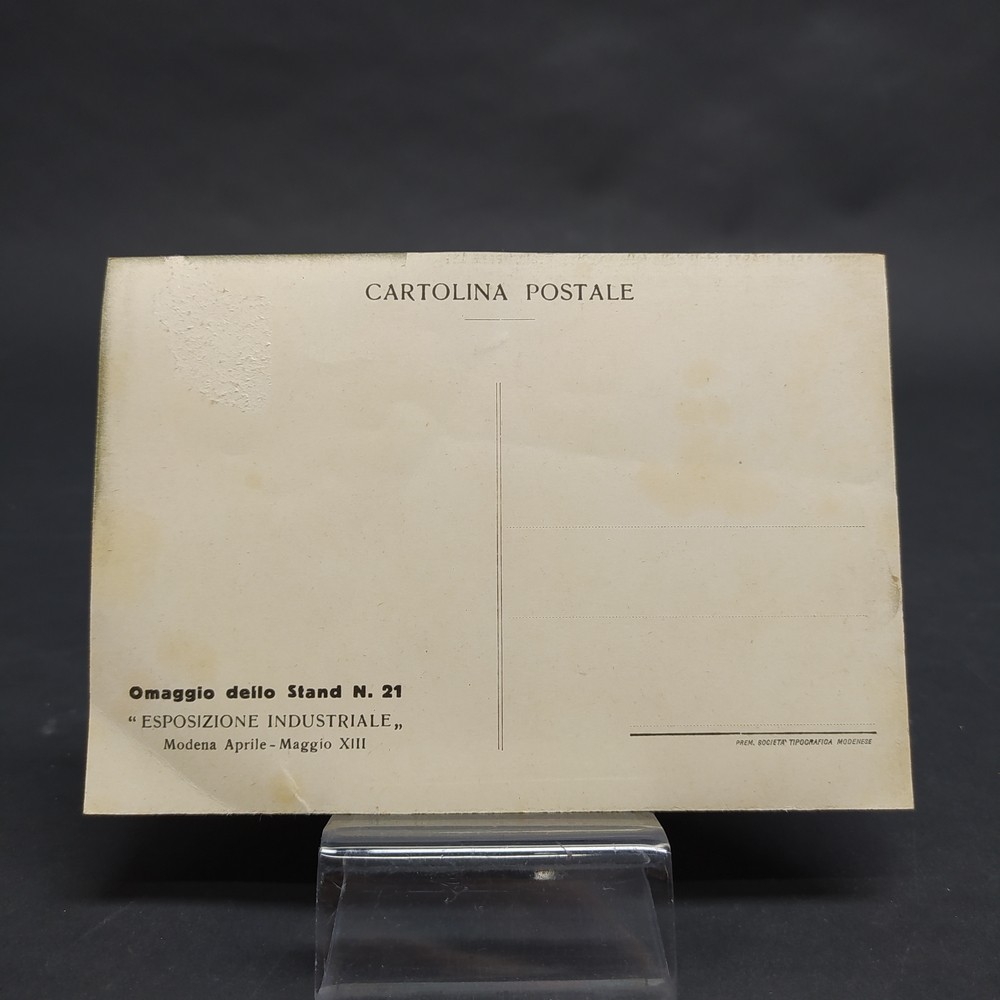 CARTOLINA POSTALE
Omaggio dello Stand N. 21
“ ESPOSIZIONE INDUSTRIALE„
Modena Aprile - Maggio XIII
PREM. SOCIETA' TIPOGRAFICA MODENESE